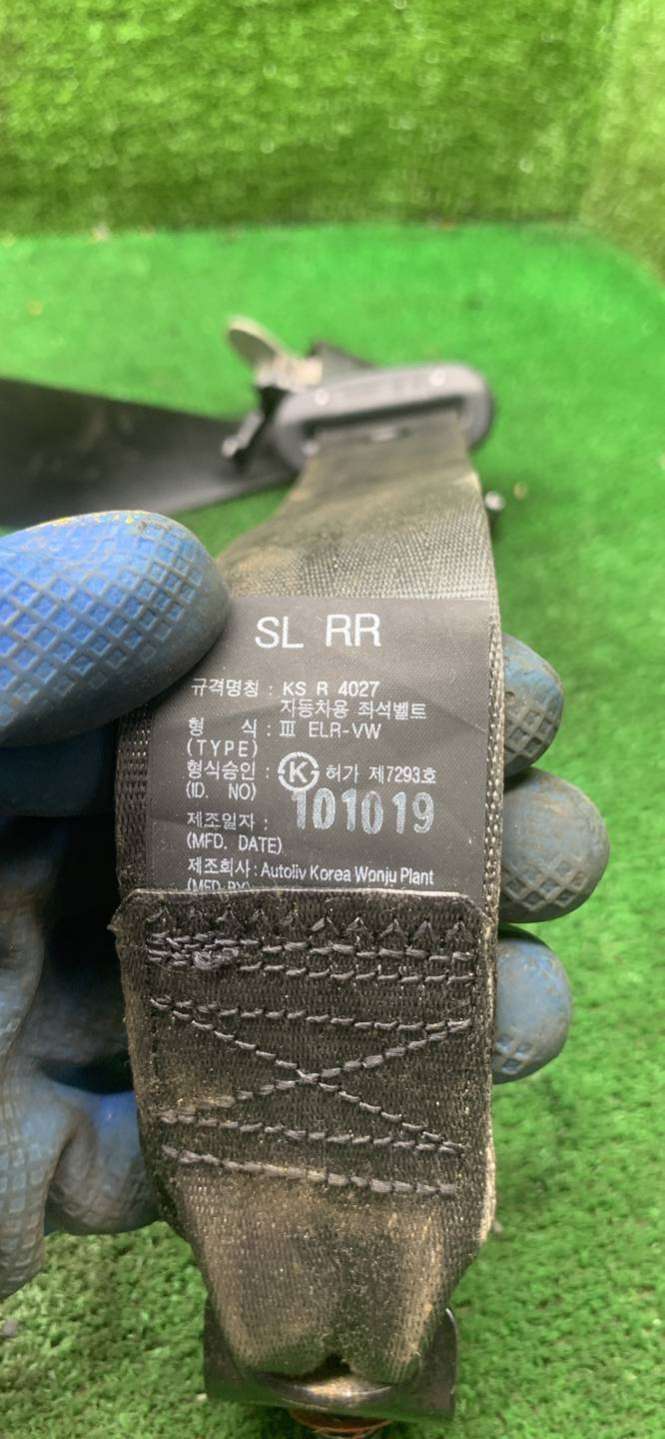 SL RR
규격명칭 : KS R 4027
자동차용 좌석벨트
형 식 : Ⅲ ELR-VW
(TYPE)
형식승인 : K 허가 제7293호
(ID. NO)
제조일자 : 101019
(MFD. DATE)
제조회사 : Autoliv Korea Wonju Plant
(MFD. BY)